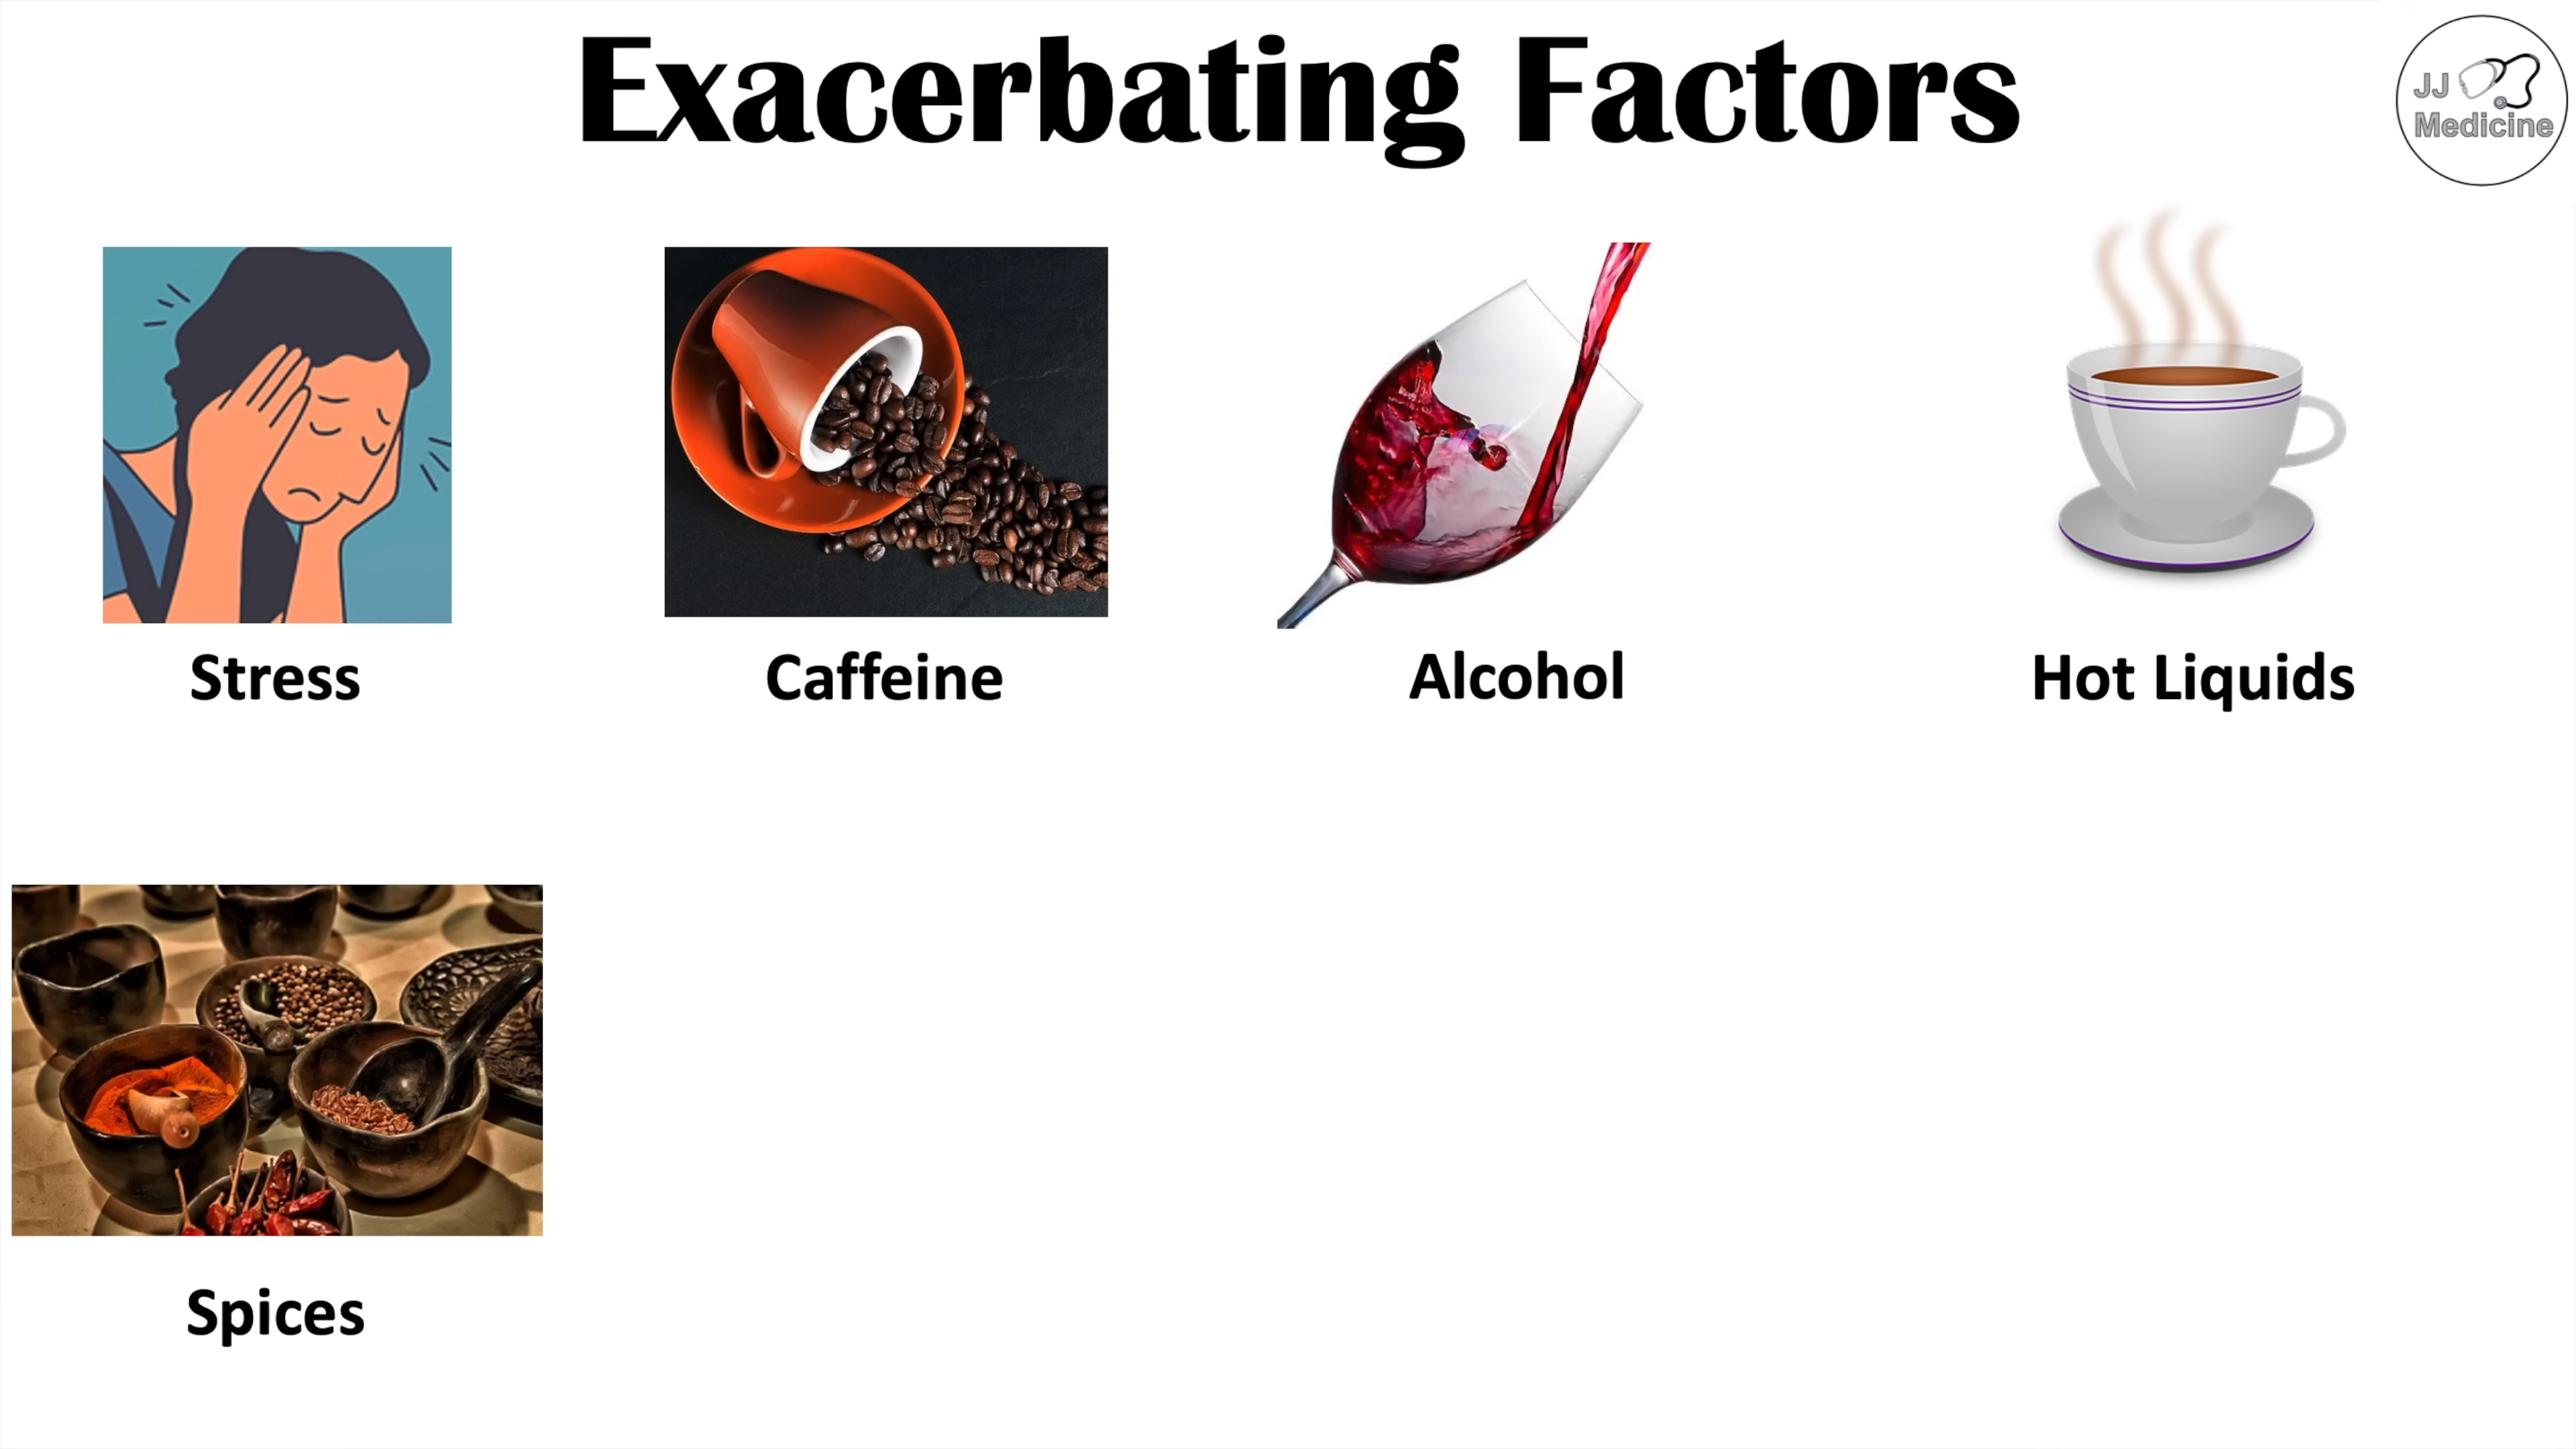 Exacerbating Factors
JJ
Medicine
Stress
Caffeine
Alcohol
Hot Liquids
Spices